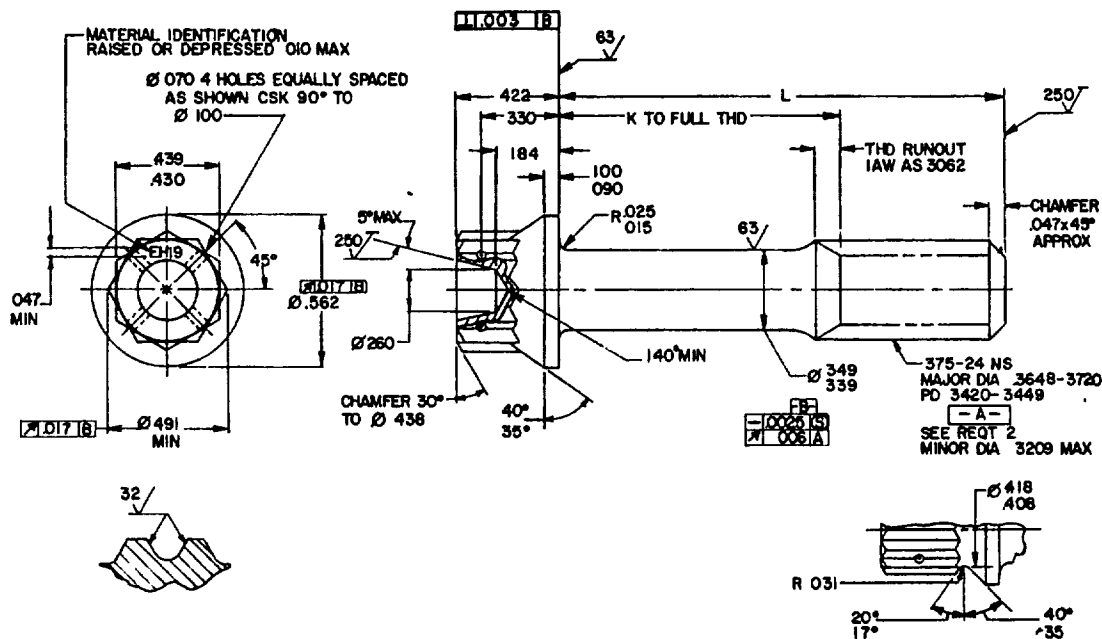 ⊥ .003 B
MATERIAL IDENTIFICATION
RAISED OR DEPRESSED 010 MAX
Ø 070 4 HOLES EQUALLY SPACED
AS SHOWN CSK 90° TO
Ø 100
.439
.430
EH19
45°
047
MIN
↗ .017 B
Ø 491
MIN
↗ .017 B
Ø .562
63
422
L
250
330
K TO FULL THD
184
THD RUNOUT
IAW AS 3062
100
090
R .025
015
63
CHAMFER
.047x45°
APPROX
5° MAX
250
Ø 260
140° MIN
CHAMFER 30°
TO Ø 438
40°
35°
Ø 349
339
-B-
— .0025 S
↗ 006 A
375-24 NS
MAJOR DIA .3648-3720
PD 3420-3449
-A-
SEE REQT 2
MINOR DIA 3209 MAX
32
Ø 418
.408
R 031
20°
17°
40°
35